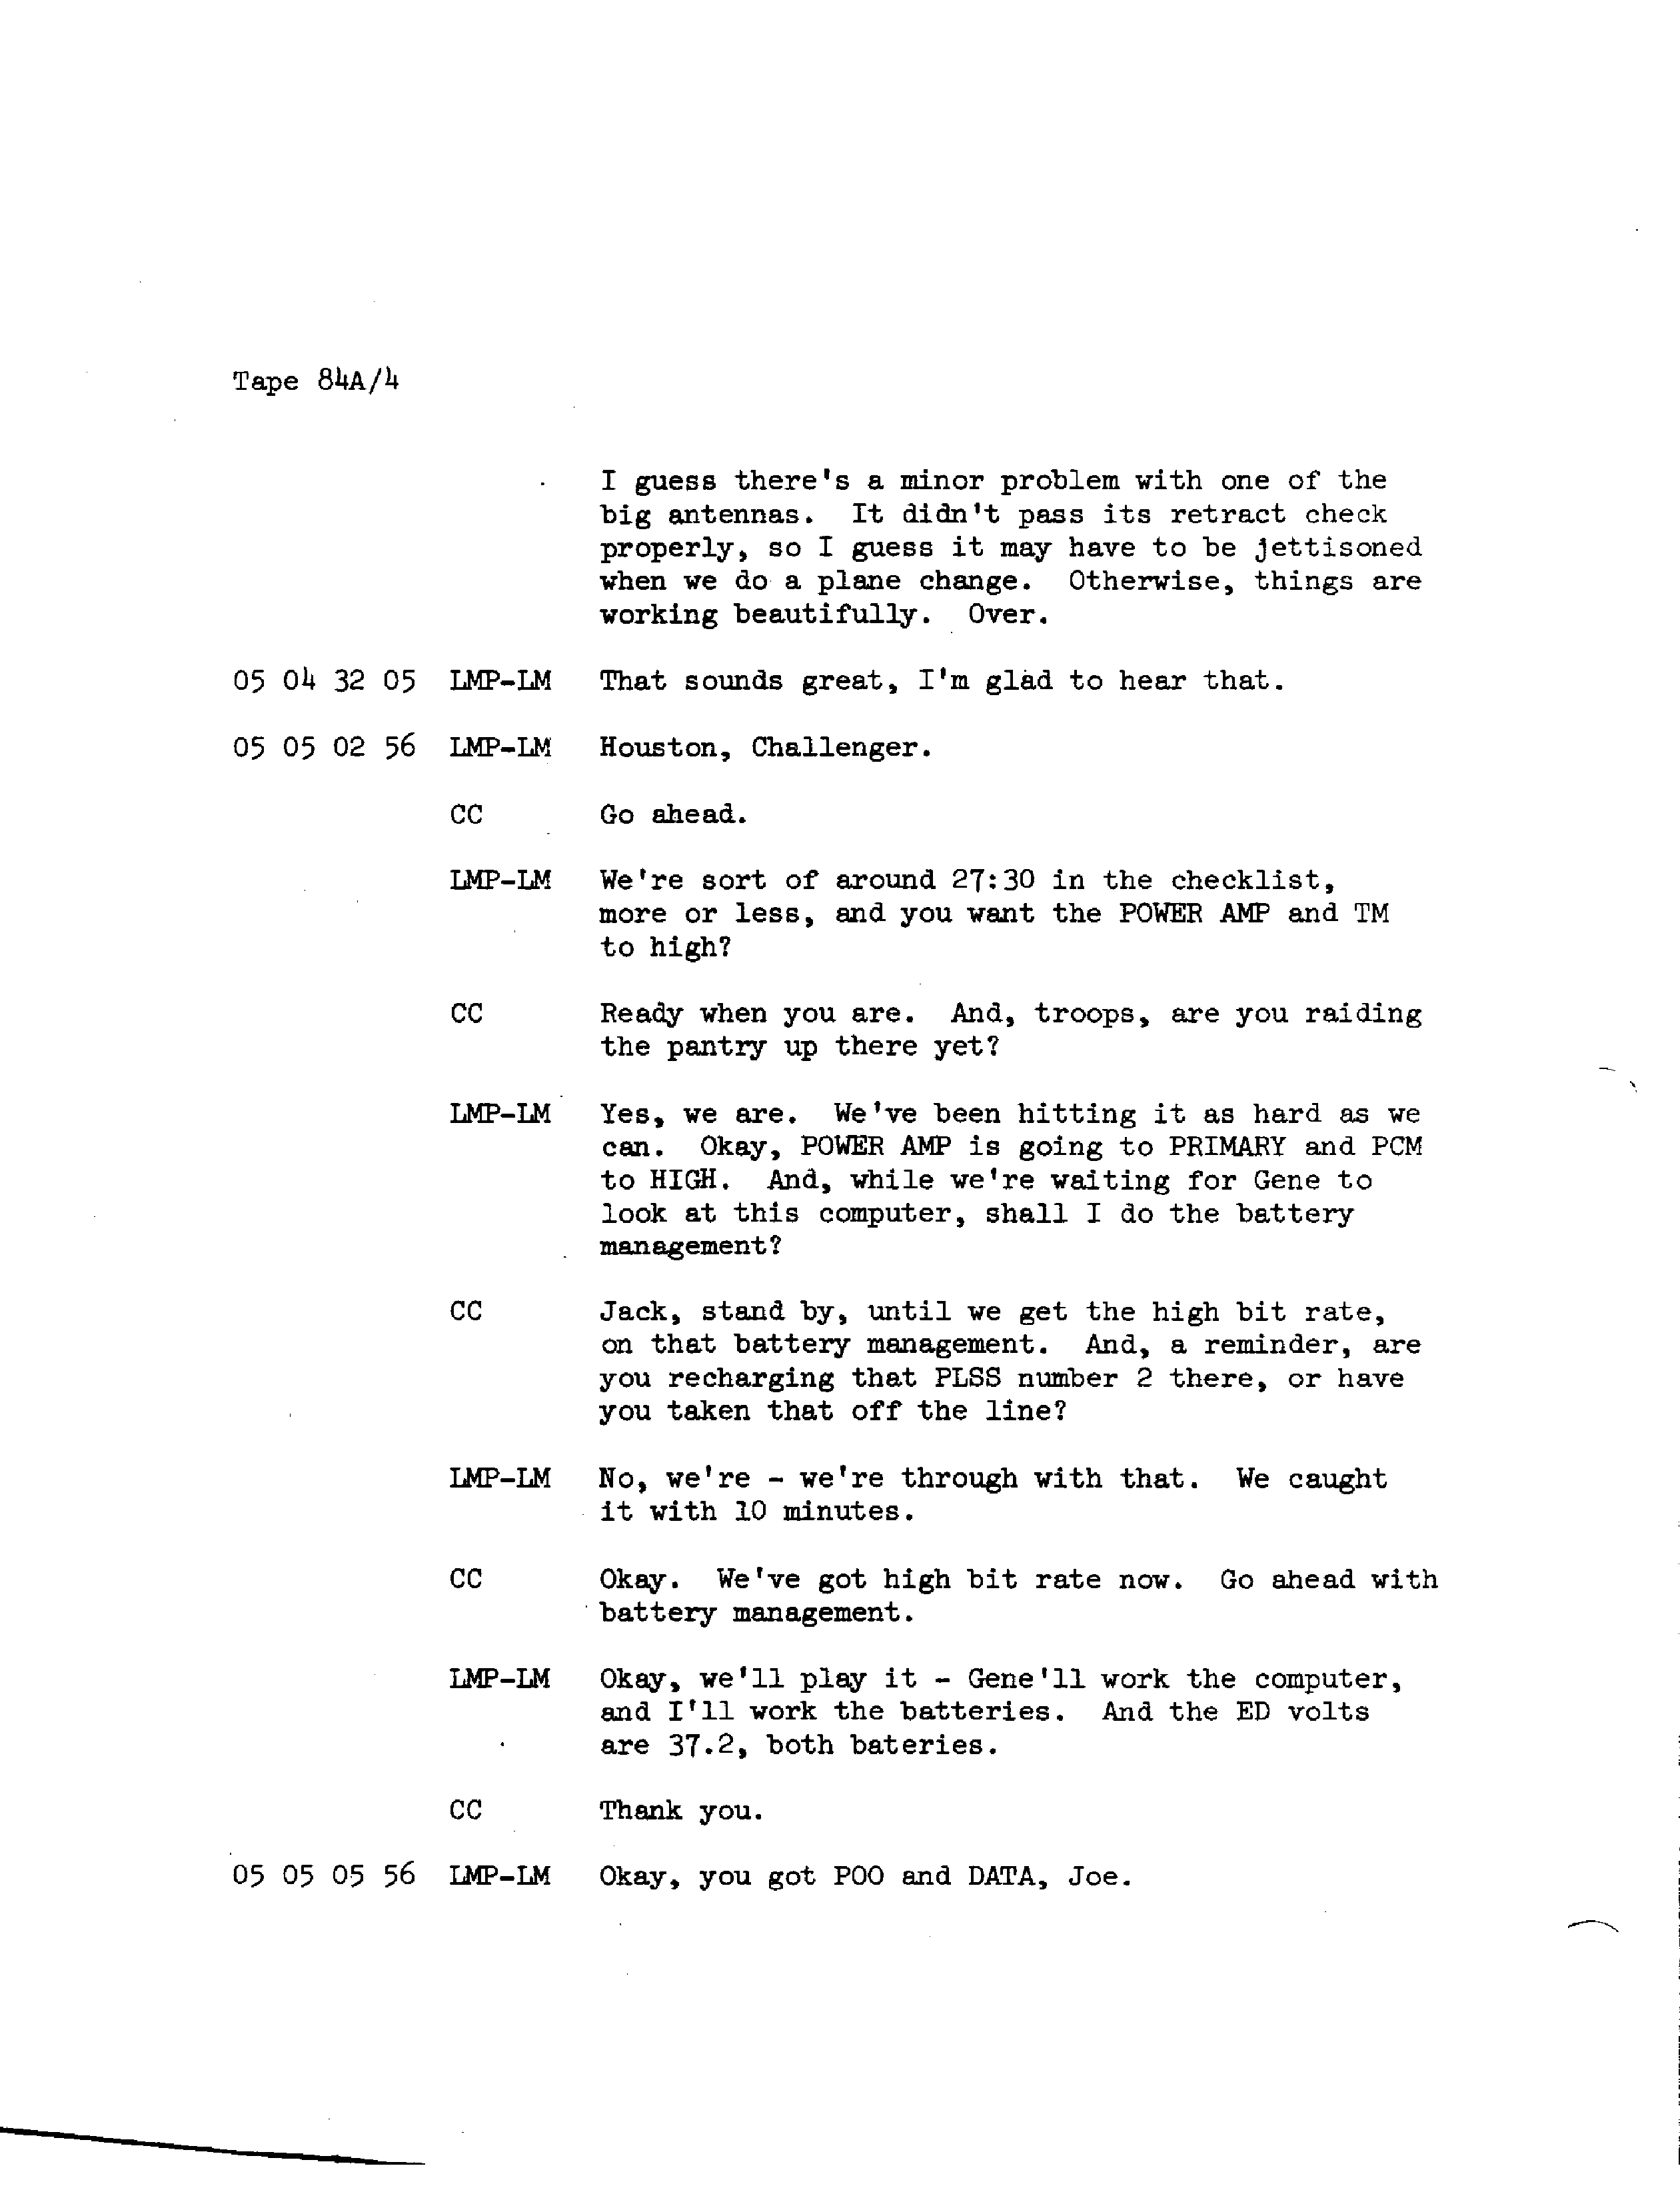 Tape 84A/4
I guess there's a minor problem with one of the
big antennas. It didn't pass its retract check
properly, so I guess it may have to be jettisoned
when we do a plane change. Otherwise, things are
working beautifully. Over.
05 04 32 05 LMP-LM That sounds great, I'm glad to hear that.
05 05 02 56 LMP-LM Houston, Challenger.
CC Go ahead.
LMP-LM We're sort of around 27:30 in the checklist,
more or less, and you want the POWER AMP and TM
to high?
CC Ready when you are. And, troops, are you raiding
the pantry up there yet?
LMP-LM Yes, we are. We've been hitting it as hard as we
can. Okay, POWER AMP is going to PRIMARY and PCM
to HIGH. And, while we're waiting for Gene to
look at this computer, shall I do the battery
management?
CC Jack, stand by, until we get the high bit rate,
on that battery management. And, a reminder, are
you recharging that PLSS number 2 there, or have
you taken that off the line?
LMP-LM No, we're - we're through with that. We caught
it with 10 minutes.
CC Okay. We've got high bit rate now. Go ahead with
battery management.
LMP-LM Okay, we'll play it - Gene'll work the computer,
and I'll work the batteries. And the ED volts
are 37.2, both bateries.
CC Thank you.
05 05 05 56 LMP-LM Okay, you got POO and DATA, Joe.